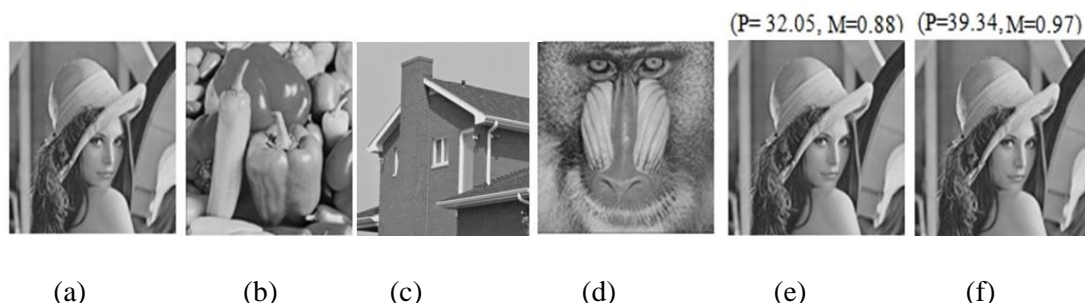 (P= 32.05, M=0.88) (P=39.34, M=0.97)
(a) (b) (c) (d) (e) (f)